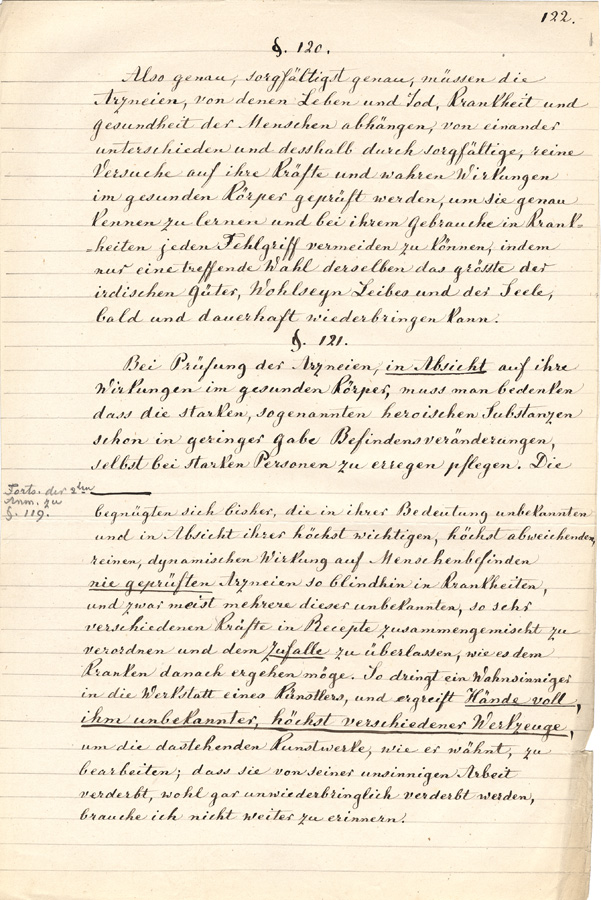 122.
§. 120.
Also genau, sorgfältigst genau, müssen die
Arzneien, von denen Leben und Tod, Krankheit und
gesundheit der Menschen abhängen, von einander
unterschieden und desshalb durch sorgfältige, reine
Versuche auf ihre Kräfte und wahren Wirkungen
im gesunden Körper geprüft werden, um sie genau
kennen zu lernen und bei ihrem Gebrauche in Krank=
=heiten jeden Fehlgriff vermeiden zu können, indem
nur eine treffende Wahl derselben das grösste der
irdischen Güter, Wohlseyn Leibes und der Seele,
bald und dauerhaft wiederbringen kann.
§. 121.
Bei Prüfung der Arzneien, in Absicht auf ihre
Wirkungen im gesunden Körper, muss man bedenken
dass die starken, sogenannten heroischen Substanzen
schon in geringer Gabe Befindensveränderungen,
selbst bei starken Personen zu erregen pflegen. Die
Forts. der 2ten
Anm. zu
§. 119.
begnügten sich bisher, die in ihrer Bedeutung unbekannten
und in Absicht ihrer höchst wichtigen, höchst abweichenden,
reinen, dynamischen Wirkung auf Menschenbefinden
nie geprüften Arzneien so blindhin in Krankheiten,
und zwar meist mehrere dieser unbekannten, so sehr
verschiedenen Kräfte in Recepte zusammengemischt zu
verordnen und dem Zufalle zu überlassen, wie es dem
Kranken danach ergehen möge. So dringt ein Wahnsinniger
in die Werkstatt eines Künstlers, und ergreift Hände voll,
ihm unbekannter, höchst verschiedener Werkzeuge,
um die dastehenden Kunstwerke, wie er wähnt, zu
bearbeiten; dass sie von seiner unsinnigen Arbeit
verderbt, wohl gar unwiederbringlich verderbt werden,
brauche ich nicht weiter zu erinnern.